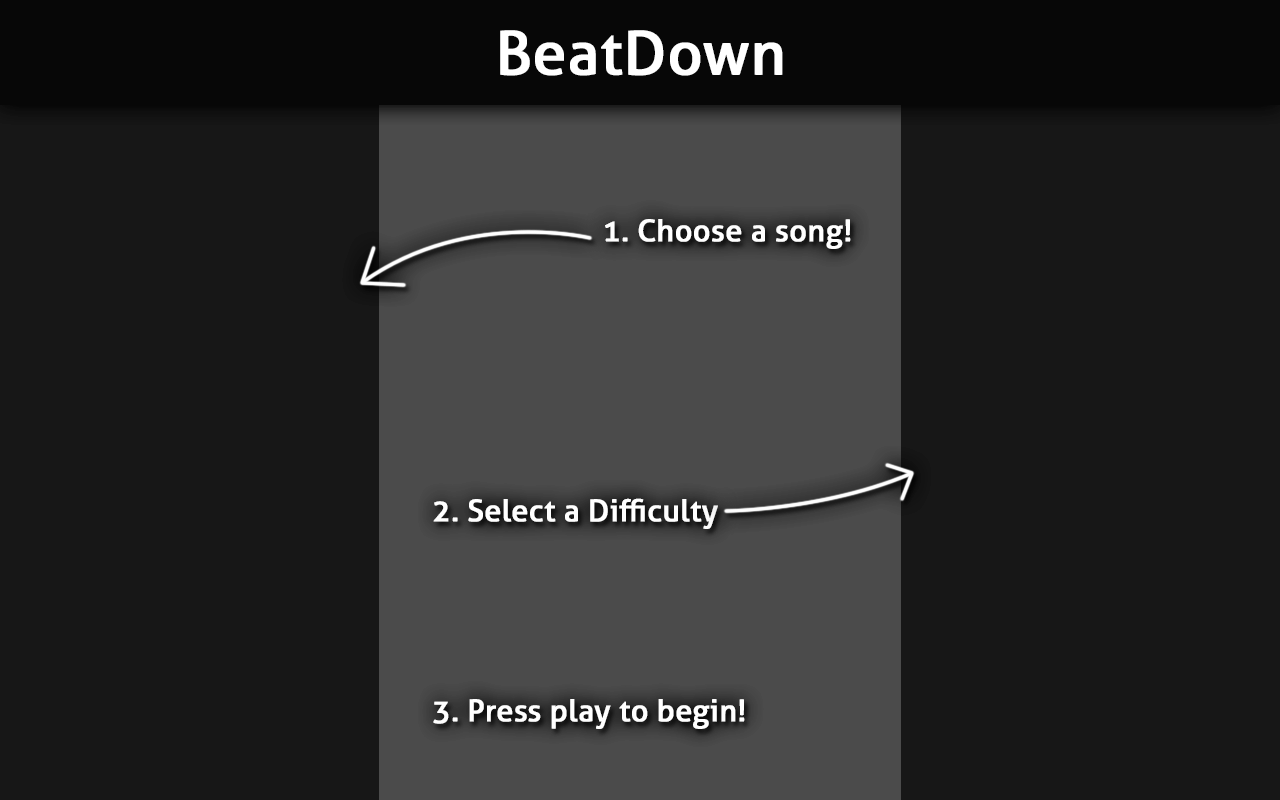 BeatDown
1. Choose a song!
2. Select a Difficulty
3. Press play to begin!